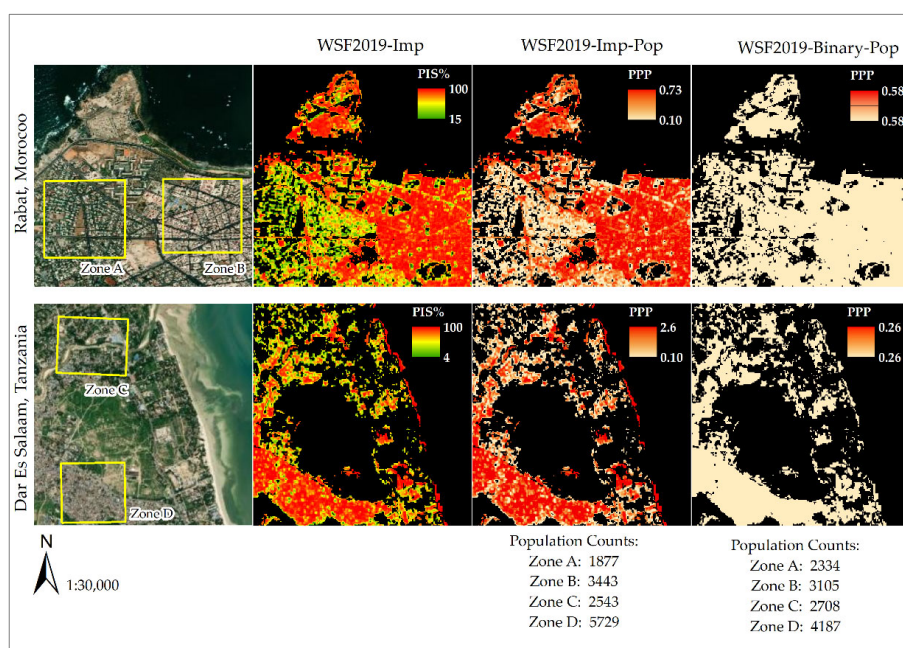 WSF2019-Imp
WSF2019-Imp-Pop
WSF2019-Binary-Pop
Rabat, Morocoo
Zone A
Zone B
PIS%
100
15
PPP
0.73
0.10
PPP
0.58
0.58
Dar Es Salaam, Tanzania
Zone C
Zone D
PIS%
100
4
PPP
2.6
0.10
PPP
0.26
0.26
N
1:30,000
Population Counts:
Zone A: 1877
Zone B: 3443
Zone C: 2543
Zone D: 5729
Population Counts:
Zone A: 2334
Zone B: 3105
Zone C: 2708
Zone D: 4187